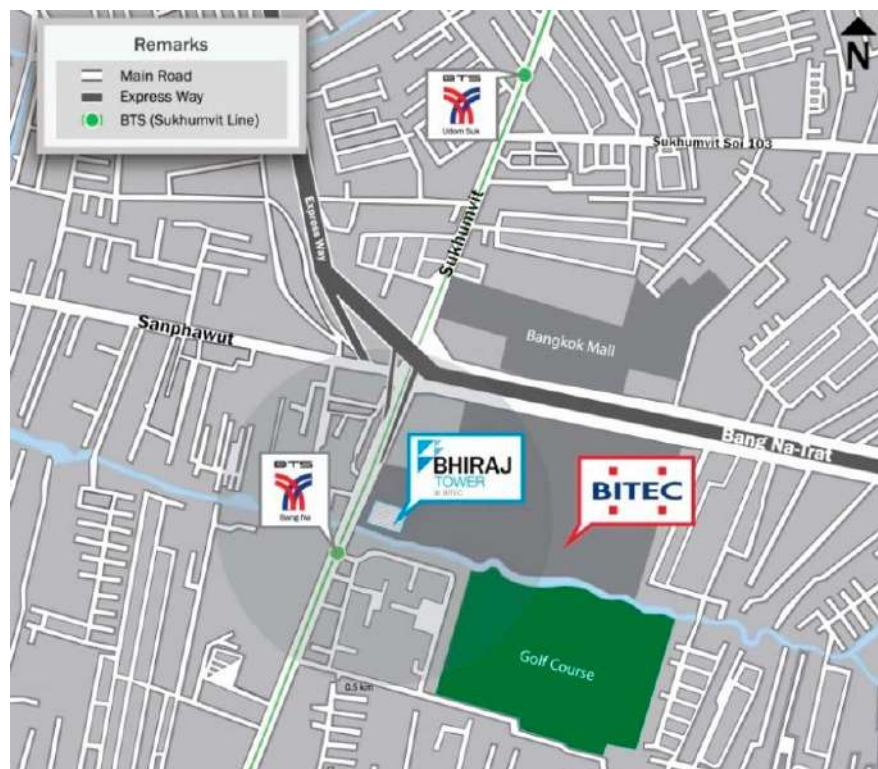 Remarks
Main Road
Express Way
BTS (Sukhumvit Line)
N
BTS
Udom Suk
Sukhumvit Soi 103
Express Way
Sukhumvit
Sanphawut
Bangkok Mall
Bang Na-Trat
BHIRAJ
TOWER
@ BITEC
BITEC
BTS
Bang Na
Golf Course
0.5 km